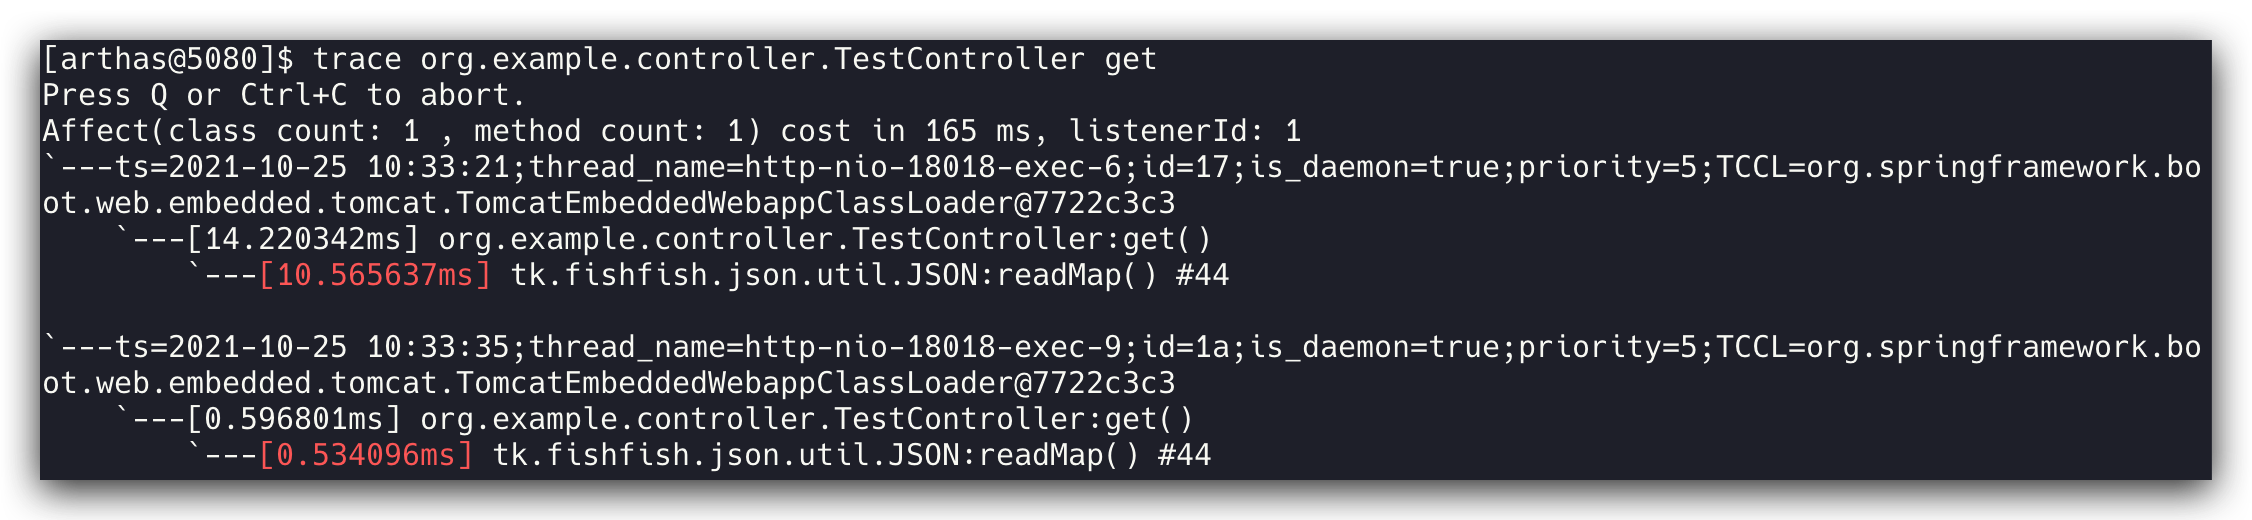 [arthas@5080]$ trace org.example.controller.TestController get
Press Q or Ctrl+C to abort.
Affect(class count: 1 , method count: 1) cost in 165 ms, listenerId: 1
`---ts=2021-10-25 10:33:21;thread_name=http-nio-18018-exec-6;id=17;is_daemon=true;priority=5;TCCL=org.springframework.bo
ot.web.embedded.tomcat.TomcatEmbeddedWebappClassLoader@7722c3c3
    `---[14.220342ms] org.example.controller.TestController:get()
        `---[10.565637ms] tk.fishfish.json.util.JSON:readMap() #44
`---ts=2021-10-25 10:33:35;thread_name=http-nio-18018-exec-9;id=1a;is_daemon=true;priority=5;TCCL=org.springframework.bo
ot.web.embedded.tomcat.TomcatEmbeddedWebappClassLoader@7722c3c3
    `---[0.596801ms] org.example.controller.TestController:get()
        `---[0.534096ms] tk.fishfish.json.util.JSON:readMap() #44